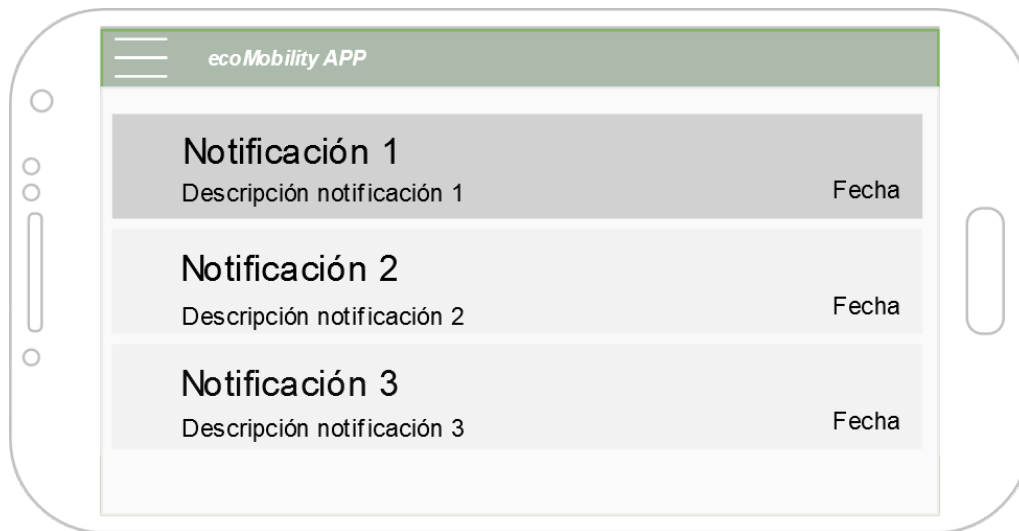 ecoMobility APP
Notificación 1
Descripción notificación 1
Fecha
Notificación 2
Descripción notificación 2
Fecha
Notificación 3
Descripción notificación 3
Fecha